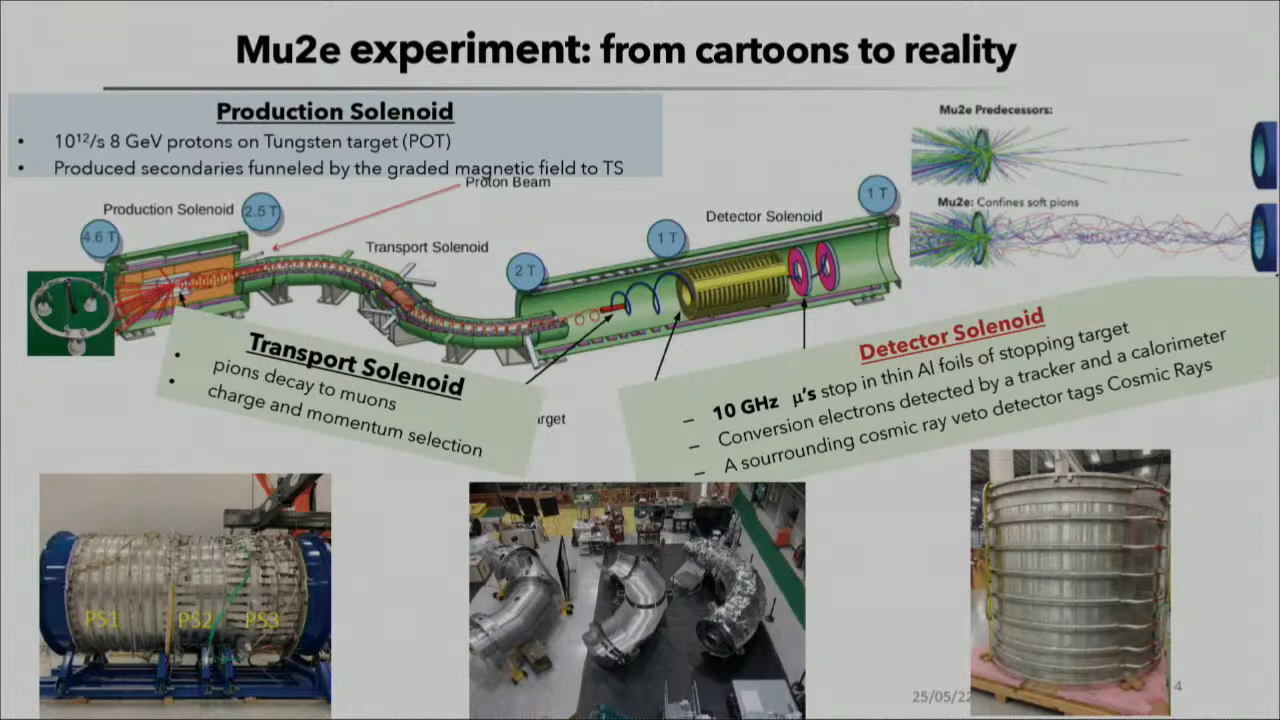 Mu2e experiment: from cartoons to reality
Production Solenoid
• 10¹²/s 8 GeV protons on Tungsten target (POT)
• Produced secondaries funneled by the graded magnetic field to TS
Mu2e Predecessors:
Mu2e: Confines soft pions
Proton Beam
Production Solenoid
2.5 T
4.6 T
Transport Solenoid
2 T
1 T
Detector Solenoid
1 T
Transport Solenoid
• pions decay to muons
• charge and momentum selection
arget
Detector Solenoid
– 10 GHz μ's stop in thin Al foils of stopping target
– Conversion electrons detected by a tracker and a calorimeter
– A sourrounding cosmic ray veto detector tags Cosmic Rays
PS1
PS2
PS3
25/05/22
4